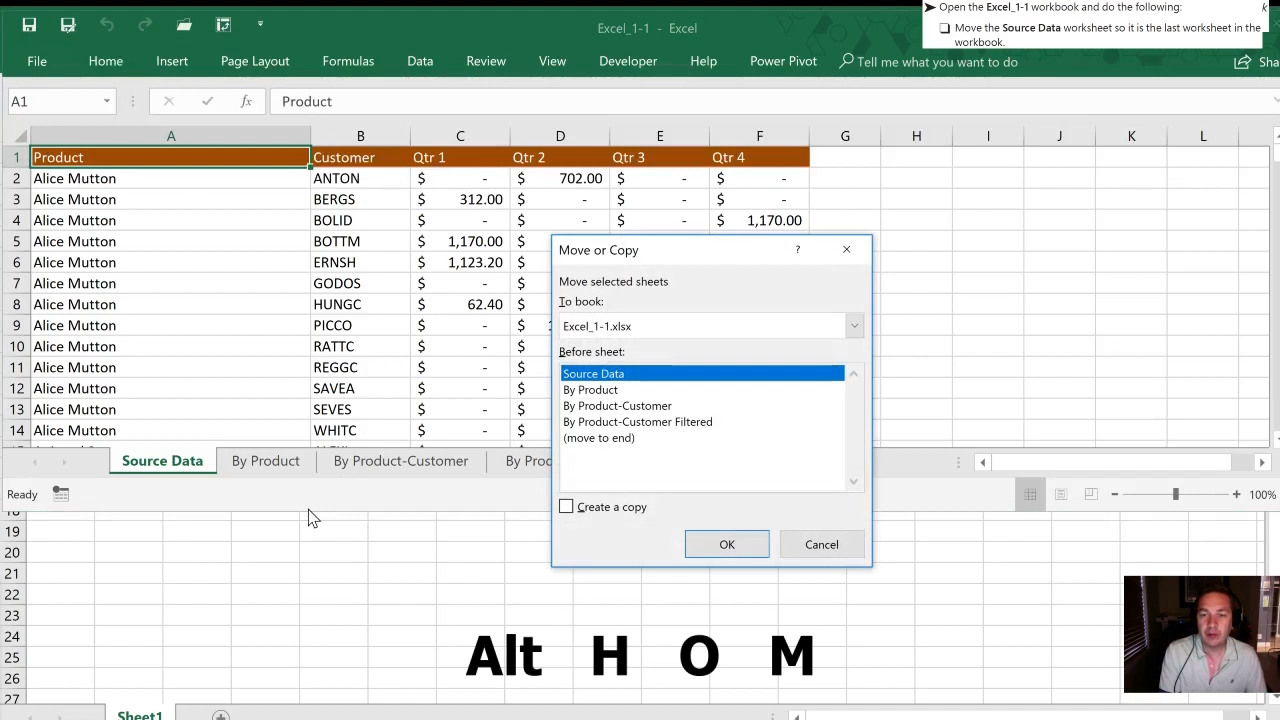 ➤ Open the Excel_1-1 workbook and do the following:
Excel_1-1 - Excel
❑ Move the Source Data worksheet so it is the last worksheet in the
workbook.
File Home Insert Page Layout Formulas Data Review View Developer Help Power Pivot Tell me what you want to do
A1 fx Product
A B C D E F G H I J K L
1 Product Customer Qtr 1 Qtr 2 Qtr 3 Qtr 4
2 Alice Mutton ANTON $ - $ 702.00 $ - $ -
3 Alice Mutton BERGS $ 312.00 $ - $ - $ -
4 Alice Mutton BOLID $ - $ - $ - $ 1,170.00
5 Alice Mutton BOTTM $ 1,170.00 $
6 Alice Mutton ERNSH $ 1,123.20 $
7 Alice Mutton GODOS $ - $
8 Alice Mutton HUNGC $ 62.40 $
9 Alice Mutton PICCO $ - $
10 Alice Mutton RATTC $ - $
11 Alice Mutton REGGC $ - $
12 Alice Mutton SAVEA $ - $
13 Alice Mutton SEVES $ - $
14 Alice Mutton WHITC $ - $
Move or Copy ?
Move selected sheets
To book:
Excel_1-1.xlsx
Before sheet:
Source Data
By Product
By Product-Customer
By Product-Customer Filtered
(move to end)
Create a copy
OK Cancel
Source Data By Product By Product-Customer By Prod
Ready 100%
18
19
20
21
22
23
24
25
26
27
Alt H O M
Sheet1